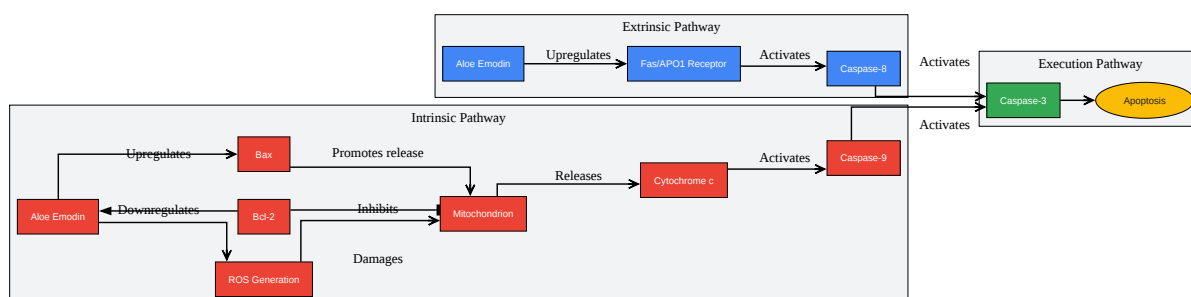 Extrinsic Pathway
Aloe Emodin
Upregulates
Fas/APO1 Receptor
Activates
Caspase-8
Activates
Execution Pathway
Caspase-3
Apoptosis
Activates
Intrinsic Pathway
Upregulates
Bax
Promotes release
Releases
Cytochrome c
Activates
Caspase-9
Aloe Emodin
Downregulates
Bcl-2
Inhibits
Mitochondrion
ROS Generation
Damages